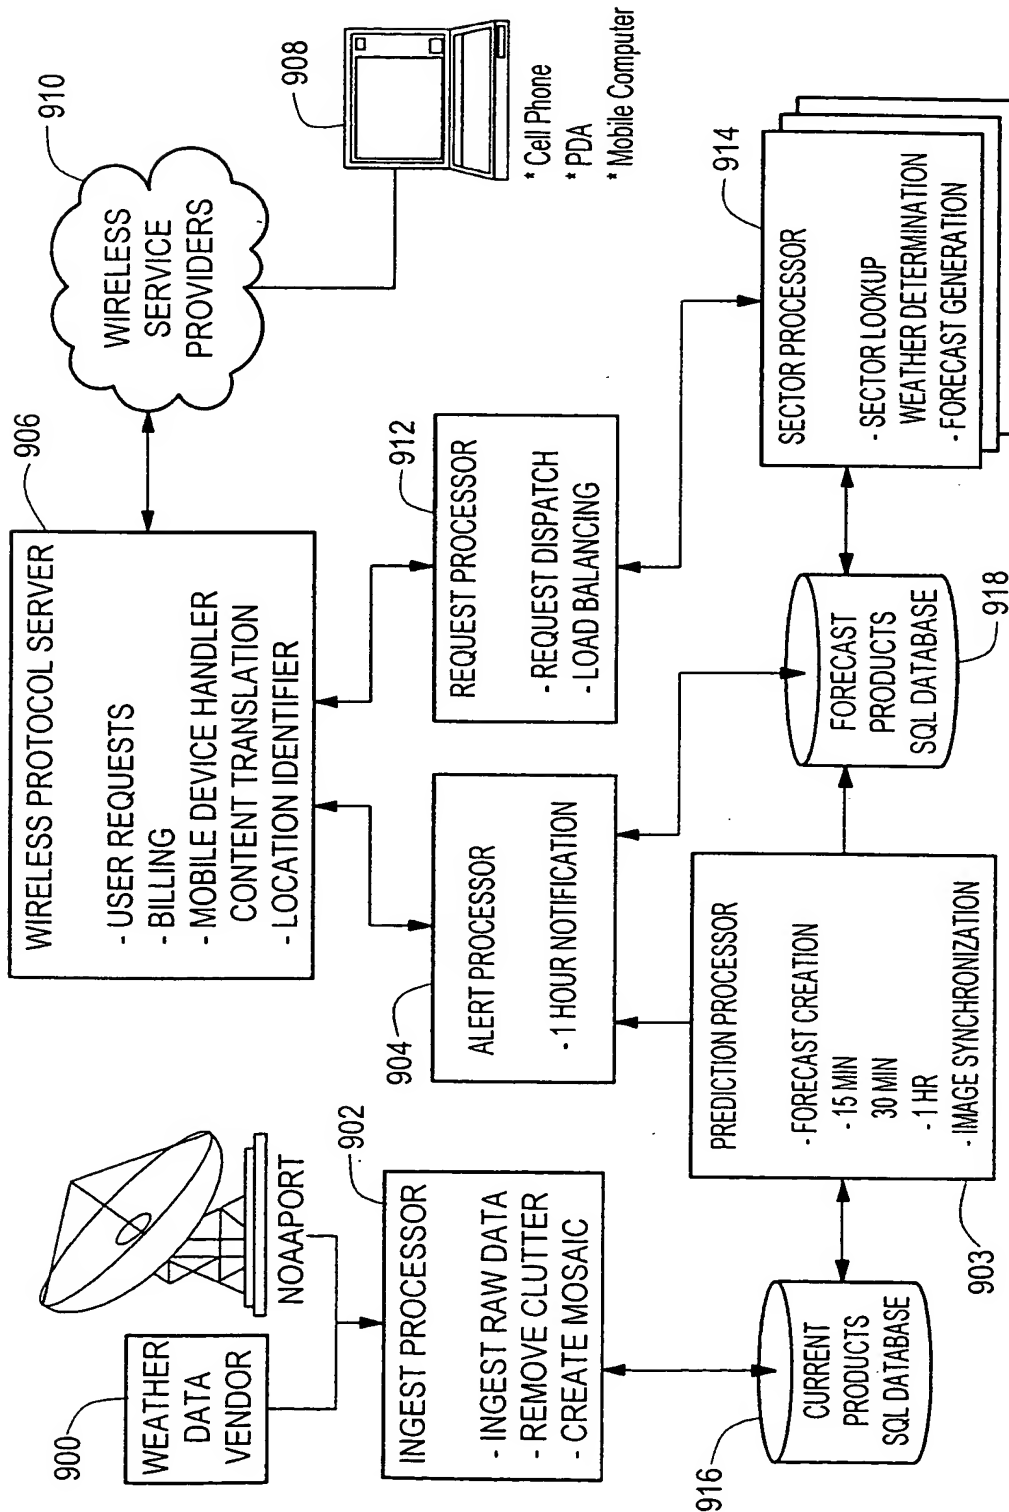 900
WEATHER
DATA
VENDOR
NOAAPORT
902
INGEST PROCESSOR
- INGEST RAW DATA
- REMOVE CLUTTER
- CREATE MOSAIC
916
CURRENT
PRODUCTS
SQL DATABASE
WIRELESS PROTOCOL SERVER
906
- USER REQUESTS
- BILLING
- MOBILE DEVICE HANDLER
CONTENT TRANSLATION
- LOCATION IDENTIFIER
904
ALERT PROCESSOR
- 1 HOUR NOTIFICATION
903
PREDICTION PROCESSOR
- FORECAST CREATION
- 15 MIN
30 MIN
- 1 HR
- IMAGE SYNCHRONIZATION
912
REQUEST PROCESSOR
- REQUEST DISPATCH
- LOAD BALANCING
FORECAST
PRODUCTS
SQL DATABASE
918
910
WIRELESS
SERVICE
PROVIDERS
908
* Cell Phone
* PDA
* Mobile Computer
914
SECTOR PROCESSOR
- SECTOR LOOKUP
WEATHER DETERMINATION
- FORECAST GENERATION